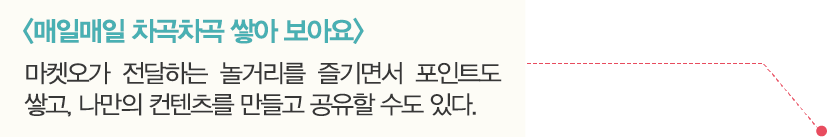 <매일매일 차곡차곡 쌓아 보아요>
마켓오가 전달하는 놀거리를 즐기면서 포인트도
쌓고, 나만의 컨텐츠를 만들고 공유할 수도 있다.